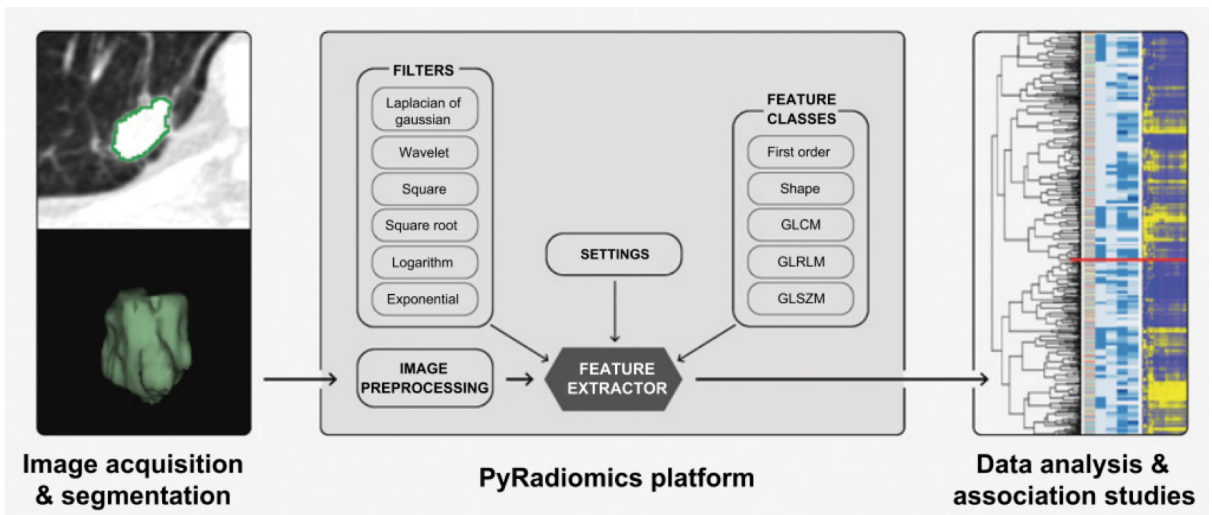 FILTERS
Laplacian of
gaussian
Wavelet
Square
Square root
Logarithm
Exponential
IMAGE
PREPROCESSING
SETTINGS
FEATURE
EXTRACTOR
FEATURE
CLASSES
First order
Shape
GLCM
GLRLM
GLSZM
Image acquisition
& segmentation
PyRadiomics platform
Data analysis &
association studies